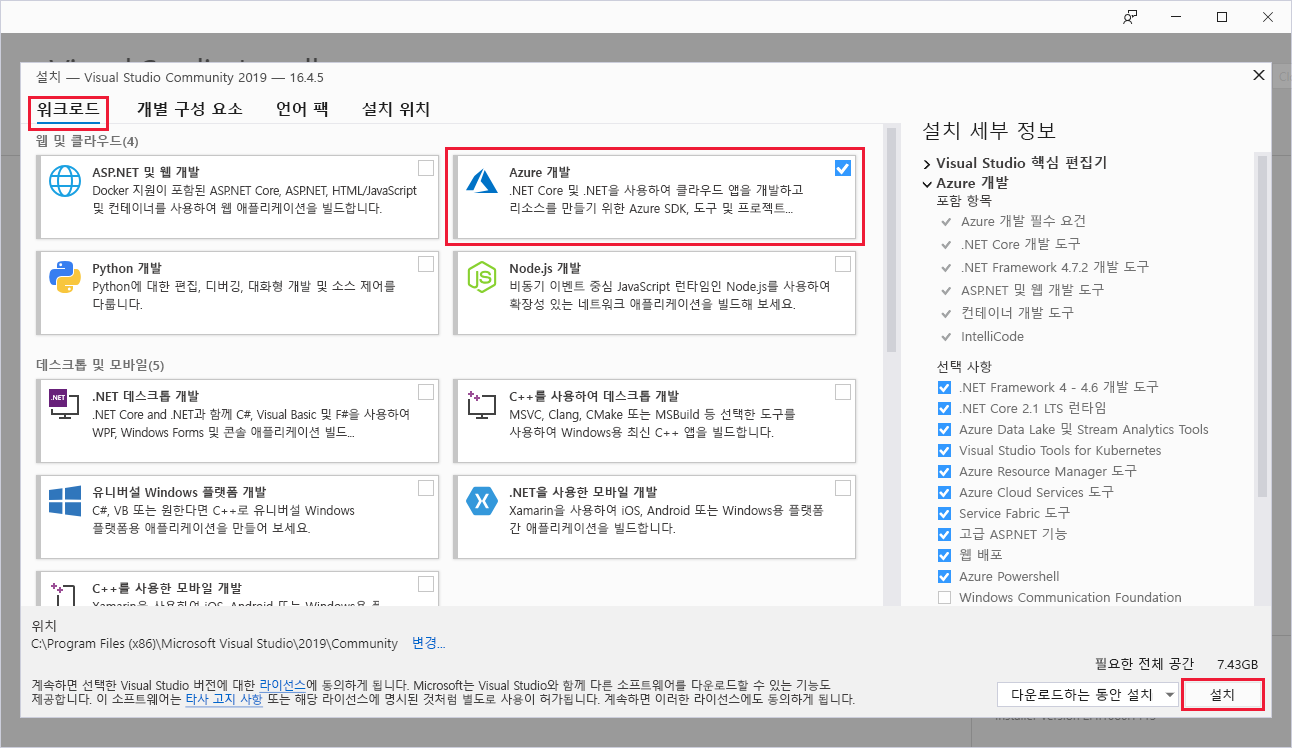 설치 — Visual Studio Community 2019 — 16.4.5
워크로드 개별 구성 요소 언어 팩 설치 위치
웹 및 클라우드(4)
ASP.NET 및 웹 개발
Docker 지원이 포함된 ASP.NET Core, ASP.NET, HTML/JavaScript
및 컨테이너를 사용하여 웹 애플리케이션을 빌드합니다.
Azure 개발
.NET Core 및 .NET을 사용하여 클라우드 앱을 개발하고
리소스를 만들기 위한 Azure SDK, 도구 및 프로젝트...
Python 개발
Python에 대한 편집, 디버깅, 대화형 개발 및 소스 제어를
다룹니다.
Node.js 개발
비동기 이벤트 중심 JavaScript 런타임인 Node.js를 사용하여
확장성 있는 네트워크 애플리케이션을 빌드해 보세요.
데스크톱 및 모바일(5)
.NET 데스크톱 개발
.NET Core and .NET과 함께 C#, Visual Basic 및 F#을 사용하여
WPF, Windows Forms 및 콘솔 애플리케이션 빌드...
C++를 사용하여 데스크톱 개발
MSVC, Clang, CMake 또는 MSBuild 등 선택한 도구를
사용하여 Windows용 최신 C++ 앱을 빌드합니다.
유니버설 Windows 플랫폼 개발
C#, VB 또는 원한다면 C++로 유니버설 Windows
플랫폼용 애플리케이션을 만들어 보세요.
.NET을 사용한 모바일 개발
Xamarin을 사용하여 iOS, Android 또는 Windows용 플랫폼
간 애플리케이션을 빌드합니다.
C++를 사용한 모바일 개발
Xamarin을 사용하여 iOS, Android 또는 Windows용 플
설치 세부 정보
Visual Studio 핵심 편집기
Azure 개발
포함 항목
Azure 개발 필수 요건
.NET Core 개발 도구
.NET Framework 4.7.2 개발 도구
ASP.NET 및 웹 개발 도구
컨테이너 개발 도구
IntelliCode
선택 사항
.NET Framework 4 - 4.6 개발 도구
.NET Core 2.1 LTS 런타임
Azure Data Lake 및 Stream Analytics Tools
Visual Studio Tools for Kubernetes
Azure Resource Manager 도구
Azure Cloud Services 도구
Service Fabric 도구
고급 ASP.NET 기능
웹 배포
Azure Powershell
Windows Communication Foundation
위치
C:\Program Files (x86)\Microsoft Visual Studio\2019\Community 변경...
필요한 전체 공간 7.43GB
계속하면 선택한 Visual Studio 버전에 대한 라이선스에 동의하게 됩니다. Microsoft는 Visual Studio와 함께 다른 소프트웨어를 다운로드할 수 있는 기능도
제공합니다. 이 소프트웨어는 타사 고지 사항 또는 해당 라이선스에 명시된 것처럼 별도로 사용이 허가됩니다. 계속하면 이러한 라이선스에도 동의하게 됩니다.
다운로드하는 동안 설치 설치